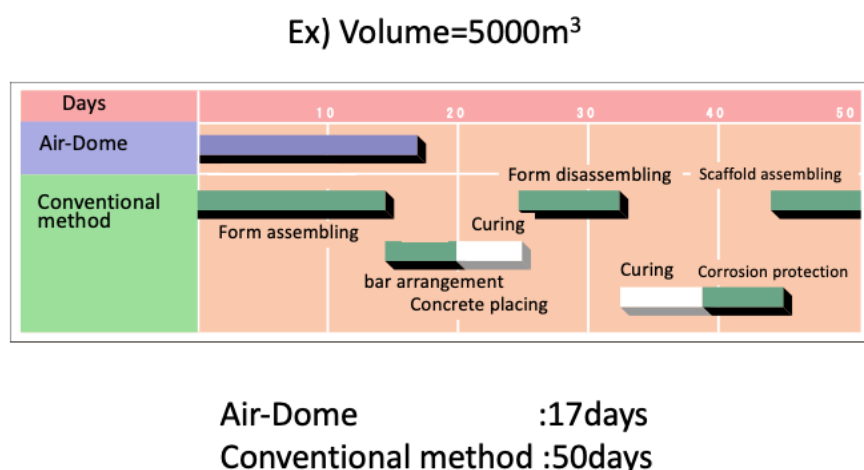 Ex) Volume=5000m³
Days
10 20 30 40 50
Air-Dome
Form disassembling Scaffold assembling
Conventional
method
Form assembling
Curing
bar arrangement
Concrete placing
Curing
Corrosion protection
Air-Dome :17days
Conventional method :50days